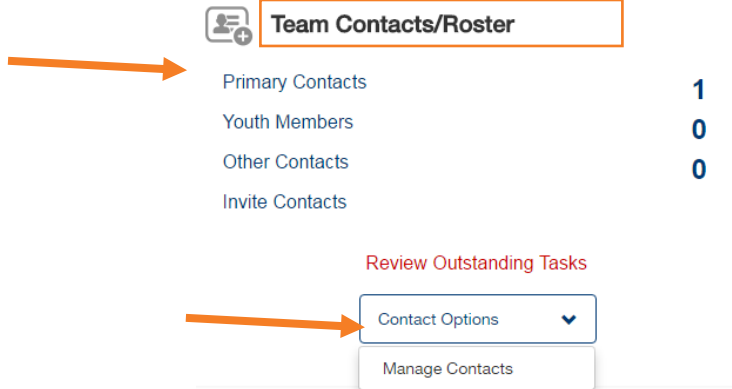 Team Contacts/Roster
Primary Contacts 1
Youth Members 0
Other Contacts 0
Invite Contacts
Review Outstanding Tasks
Contact Options
Manage Contacts